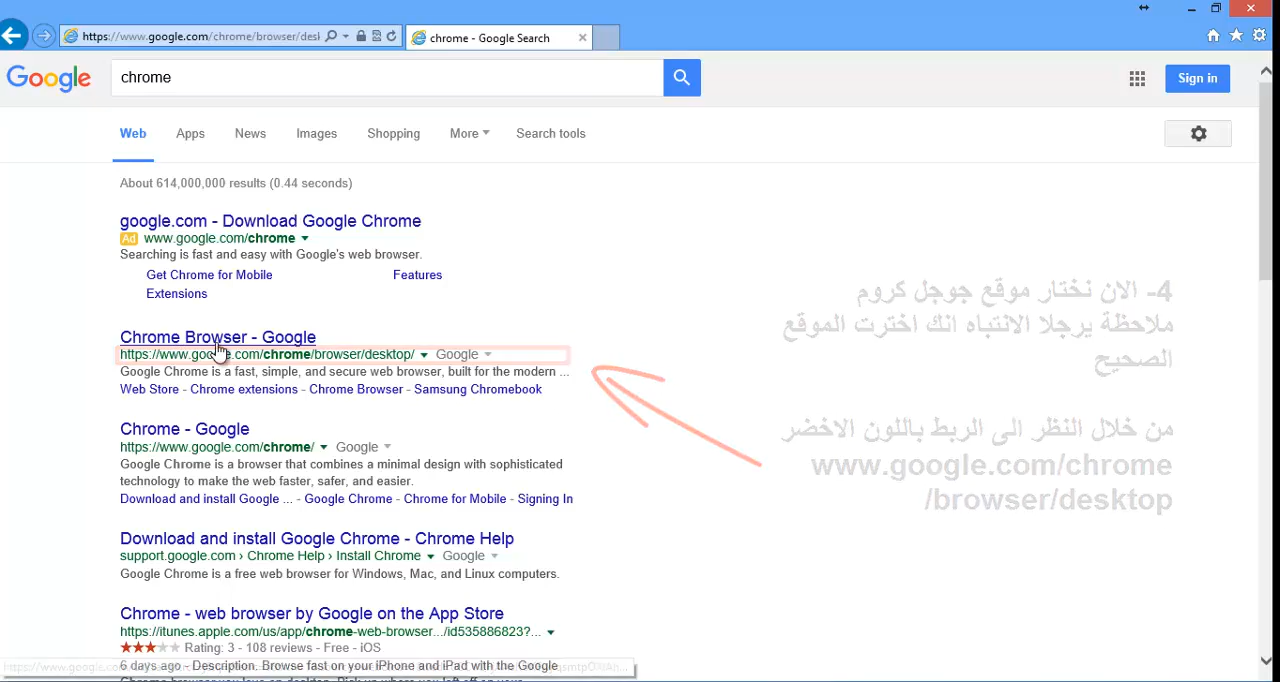 https://www.google.com/chrome/browser/desl
chrome - Google Search
Google
chrome
Sign in
Web
Apps
News
Images
Shopping
More
Search tools
About 614,000,000 results (0.44 seconds)
google.com - Download Google Chrome
Ad www.google.com/chrome
Searching is fast and easy with Google's web browser.
Get Chrome for Mobile
Features
Extensions
Chrome Browser - Google
https://www.google.com/chrome/browser/desktop/ Google
Google Chrome is a fast, simple, and secure web browser, built for the modern ...
Web Store - Chrome extensions - Chrome Browser - Samsung Chromebook
Chrome - Google
https://www.google.com/chrome/ Google
Google Chrome is a browser that combines a minimal design with sophisticated
technology to make the web faster, safer, and easier.
Download and install Google ... - Google Chrome - Chrome for Mobile - Signing In
Download and install Google Chrome - Chrome Help
support.google.com › Chrome Help › Install Chrome Google
Google Chrome is a free web browser for Windows, Mac, and Linux computers.
Chrome - web browser by Google on the App Store
https://itunes.apple.com/us/app/chrome-web-browser.../id535886823?...
Rating: 3 - 108 reviews - Free - iOS
6 days ago - Description. Browse fast on your iPhone and iPad with the Google
4- الان نختار موقع جوجل كروم
ملاحظة يرجلا الانتباه انك اخترت الموقع
الصحيح
من خلال النظر الى الربط باللون الاخضر
www.google.com/chrome
/browser/desktop